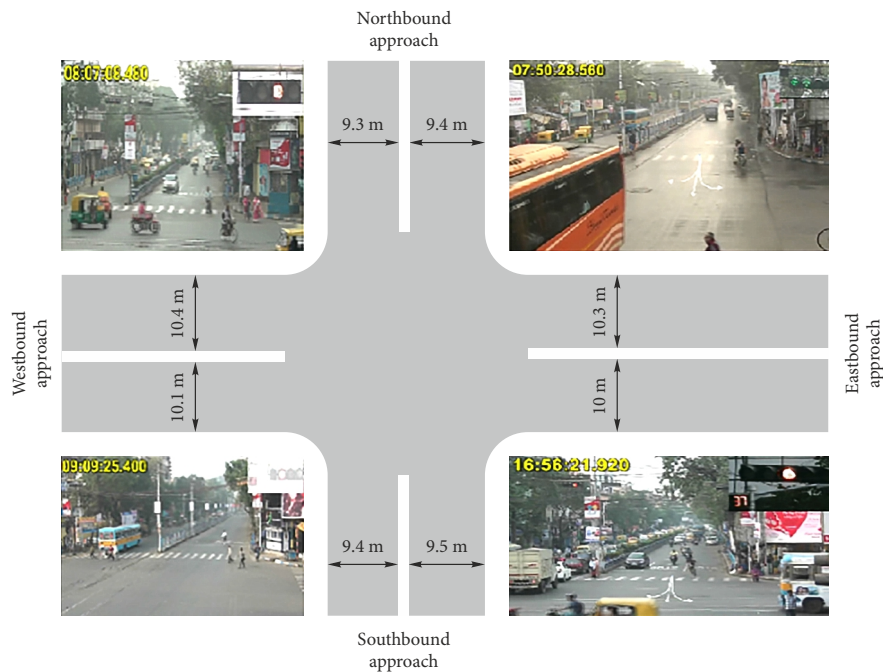 Northbound
approach
08:07:08.480
07:50:28.560
9.3 m
9.4 m
10.4 m
10.3 m
Westbound
approach
Eastbound
approach
10.1 m
10 m
09:09:25.400
16:56:21.920
37
9.4 m
9.5 m
Southbound
approach